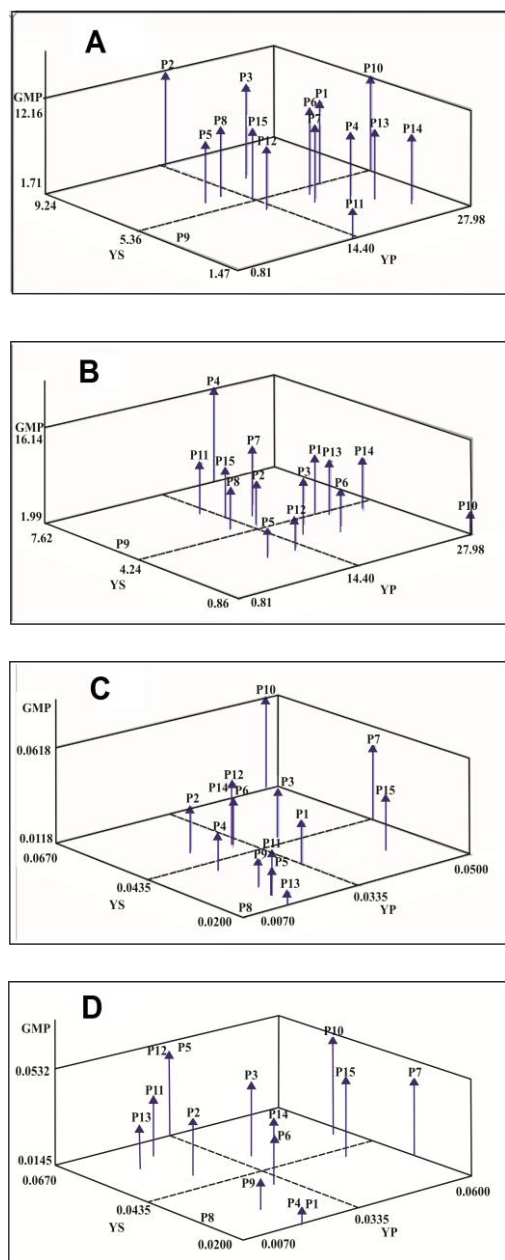 A
P2
P10
P3
GMP
P1
12.16
P6
P8
P15
P7
P4
P13
P14
P5
P12
1.71
9.24
P11
27.98
5.36
P9
14.40
YS
1.47
0.81
YP
B
P4
GMP
P7
16.14
P11
P1
P13
P14
P15
P2
P3
P8
P6
P10
P12
1.99
P5
7.62
P9
27.98
4.24
14.40
YS
0.86
0.81
YP
C
P10
GMP
P7
0.0618
P12
P14
P6
P3
P15
P2
P4
P1
0.0118
P11
0.0670
P9
0.0500
P5
0.0435
P13
0.0335
YS
P8
0.0200
0.0070
YP
D
GMP
P10
P12
P5
0.0532
P15
P7
P3
P11
P2
P14
P13
P6
0.0145
0.0670
P9
0.0600
0.0435
P4
P1
P8
0.0335
YS
0.0200
0.0070
YP